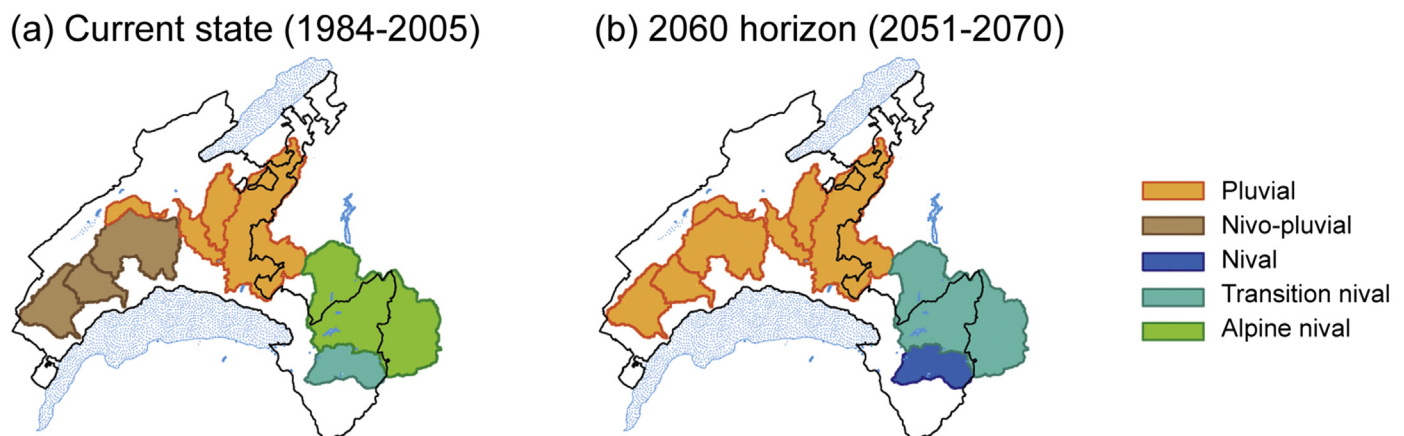 (a) Current state (1984-2005)
(b) 2060 horizon (2051-2070)
Pluvial
Nivo-pluvial
Nival
Transition nival
Alpine nival